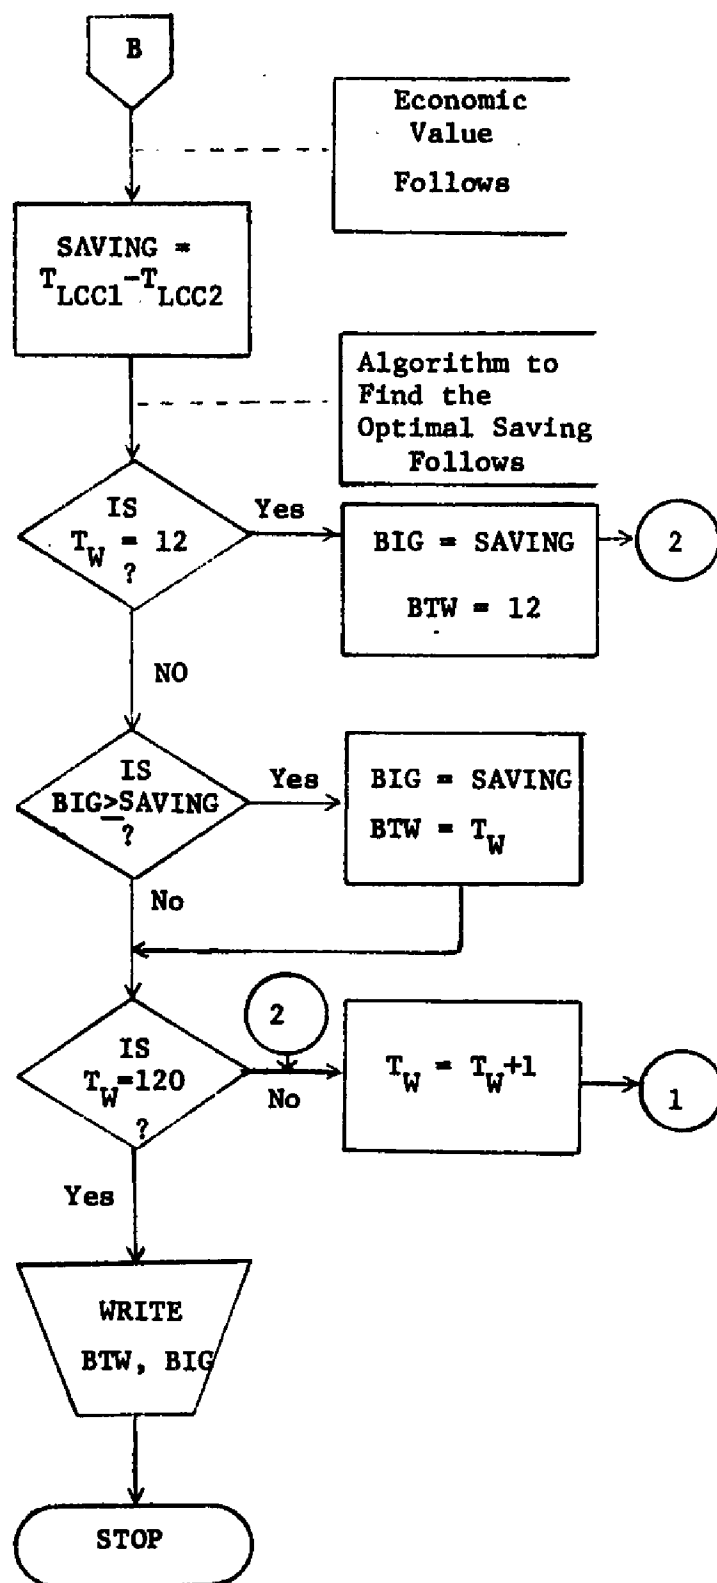 B
Economic
Value
Follows
SAVING =
T_LCC1-T_LCC2
Algorithm to
Find the
Optimal Saving
Follows
IS
T_W = 12
?
Yes
BIG = SAVING
BTW = 12
2
NO
IS
BIG≥SAVING
?
Yes
BIG = SAVING
BTW = T_W
No
IS
T_W=120
?
2
No
T_W = T_W+1
1
Yes
WRITE
BTW, BIG
STOP